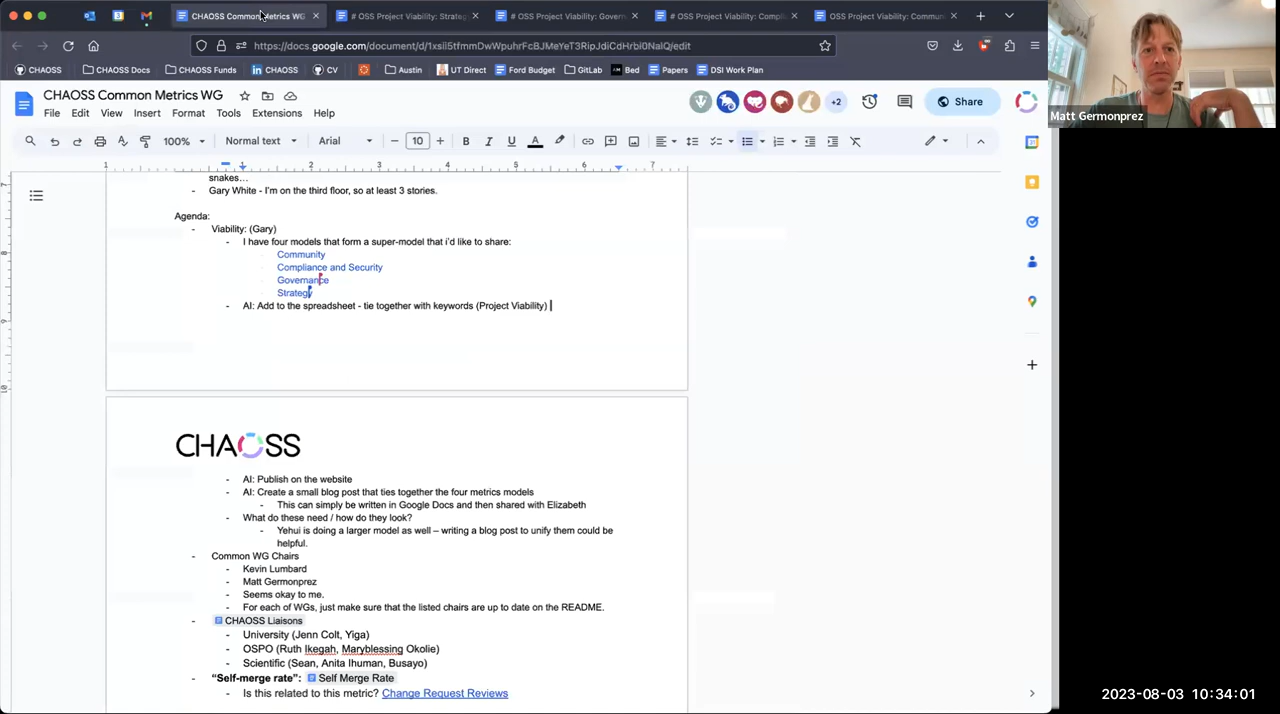 CHAOSS Common Metrics WG
# OSS Project Viability: Strateg
# OSS Project Viability: Govern
# OSS Project Viability: Compli
OSS Project Viability: Commun
https://docs.google.com/document/d/1xsii5tfmmDwWpuhrFcBJMeYeT3RipJdiCdHrbi0NalQ/edit
CHAOSS
CHAOSS Docs
CHAOSS Funds
CHAOSS
CV
Austin
UT Direct
Ford Budget
GitLab
Bed
Papers
DSI Work Plan
CHAOSS Common Metrics WG
File Edit View Insert Format Tools Extensions Help
+2
Share
100% Normal text Arial 10
1 1 2 3 4 5 6 7
snakes…
- Gary White - I'm on the third floor, so at least 3 stories.
Agenda:
- Viability: (Gary)
- I have four models that form a super-model that i'd like to share:
Community
Compliance and Security
Governance
Strategy
- AI: Add to the spreadsheet - tie together with keywords (Project Viability)
CHAOSS
- AI: Publish on the website
- AI: Create a small blog post that ties together the four metrics models
- This can simply be written in Google Docs and then shared with Elizabeth
- What do these need / how do they look?
- Yehui is doing a larger model as well – writing a blog post to unify them could be
helpful.
- Common WG Chairs
- Kevin Lumbard
- Matt Germonprez
- Seems okay to me.
- For each of WGs, just make sure that the listed chairs are up to date on the README.
- CHAOSS Liaisons
- University (Jenn Colt, Yiga)
- OSPO (Ruth Ikegah, Maryblessing Okolie)
- Scientific (Sean, Anita Ihuman, Busayo)
- “Self-merge rate”: Self Merge Rate
- Is this related to this metric? Change Request Reviews
Matt Germonprez
2023-08-03 10:34:01